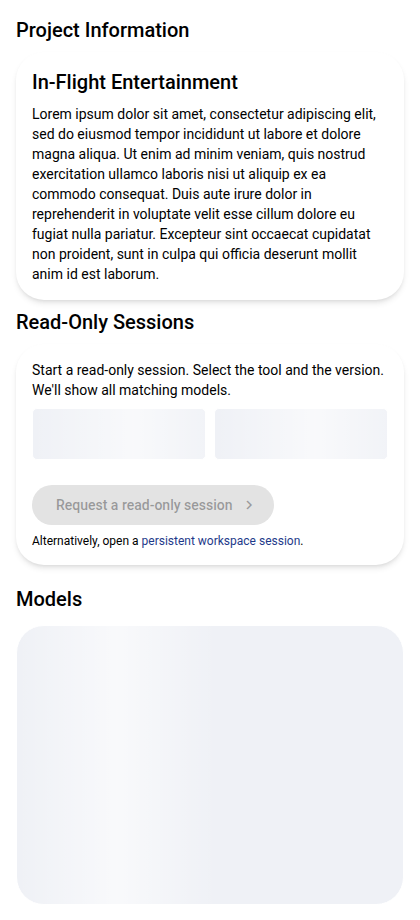 Project Information
In-Flight Entertainment
Lorem ipsum dolor sit amet, consectetur adipiscing elit,
sed do eiusmod tempor incididunt ut labore et dolore
magna aliqua. Ut enim ad minim veniam, quis nostrud
exercitation ullamco laboris nisi ut aliquip ex ea
commodo consequat. Duis aute irure dolor in
reprehenderit in voluptate velit esse cillum dolore eu
fugiat nulla pariatur. Excepteur sint occaecat cupidatat
non proident, sunt in culpa qui officia deserunt mollit
anim id est laborum.
Read-Only Sessions
Start a read-only session. Select the tool and the version.
We'll show all matching models.
Request a read-only session
Alternatively, open a persistent workspace session.
Models